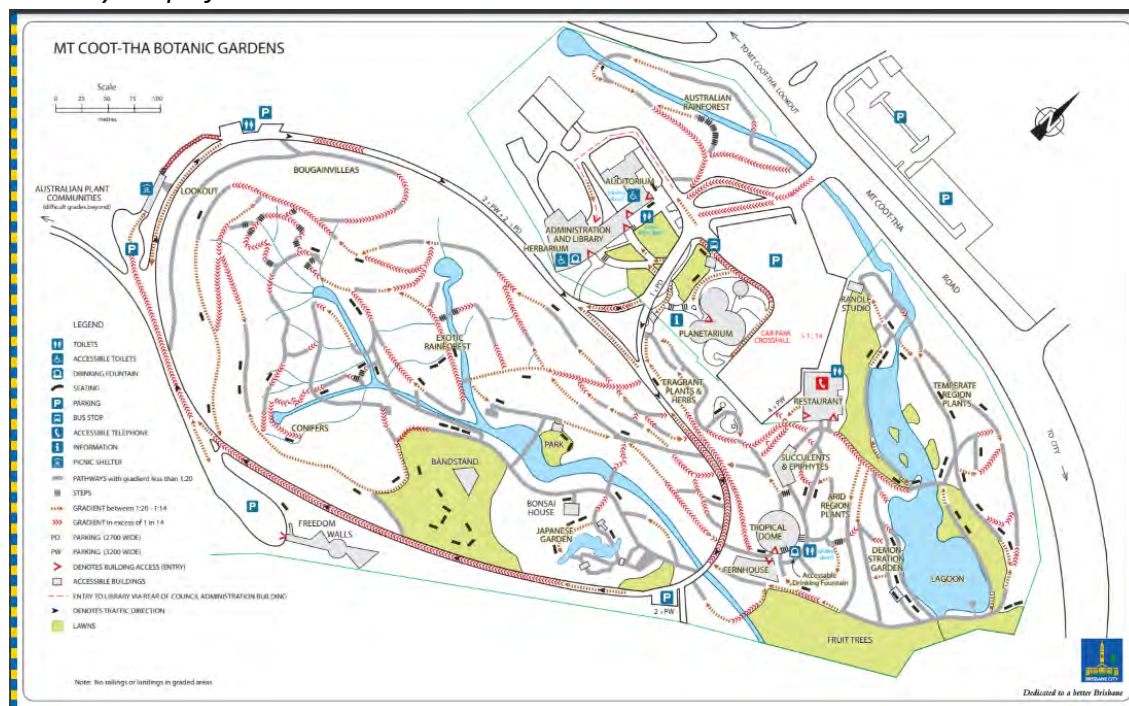 MT COOT-THA BOTANIC GARDENS
Scale
0 25 50 75 100
metres
P
TO MT COOT-THA LOOKOUT
AUSTRALIAN
RAINFOREST
P
P
AUSTRALIAN PLANT
COMMUNITIES
(difficult grades beyond)
LOOKOUT
BOUGAINVILLEAS
P
AUDITORIUM
ADMINISTRATION
AND LIBRARY
HERBARIUM
MT COOT-THA
ROAD
P
PLANETARIUM
CAR PARK
CROSSFALL
> 1 : 14
RANDLE
STUDIO
EXOTIC
RAINFOREST
FRAGRANT
PLANTS &
HERBS
4 × PW
RESTAURANT
TEMPERATE
REGION
PLANTS
TO CITY
CONIFERS
BANDSTAND
PARK
SUCCULENTS
& EPIPHYTES
ARID
REGION
PLANTS
BONSAI
HOUSE
JAPANESE
GARDEN
TROPICAL
DOME
FERNHOUSE
Accessable
Drinking Fountain
DEMON-
STRATION
GARDEN
LAGOON
P
FREEDOM
WALLS
P
2 × PW
FRUIT TREES
LEGEND
TOILETS
ACCESSIBLE TOILETS
DRINKING FOUNTAIN
SEATING
P PARKING
BUS STOP
ACCESSIBLE TELEPHONE
i INFORMATION
PICNIC SHELTER
PATHWAYS with gradient less than 1:20
STEPS
GRADIENT between 1:20 - 1:14
GRADIENT in excess of 1 in 14
PD PARKING (2700 WIDE)
PW PARKING (3200 WIDE)
DENOTES BUILDING ACCESS (ENTRY)
ACCESSIBLE BUILDINGS
ENTRY TO LIBRARY VIA REAR OF COUNCIL ADMINISTRATION BUILDING
DENOTES TRAFFIC DIRECTION
LAWNS
Note: No railings or landings in graded areas
BRISBANE CITY
Dedicated to a better Brisbane